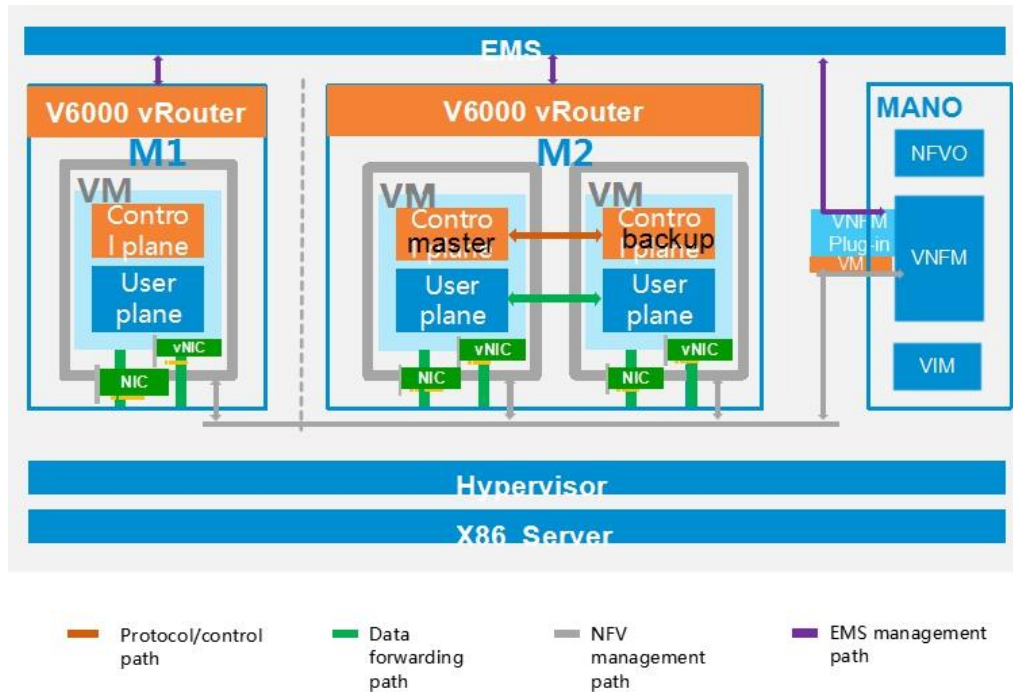 EMS
V6000 vRouter
M1
VM
Contro
l plane
User
plane
vNIC
NIC
V6000 vRouter
M2
VM
Contro
l plane
master
User
plane
vNIC
NIC
VM
Contro
l plane
backup
User
plane
vNIC
NIC
VNFM
Plug-in
VM
MANO
NFVO
VNFM
VIM
Hypervisor
X86 Server
Protocol/control
path
Data
forwarding
path
NFV
management
path
EMS management
path